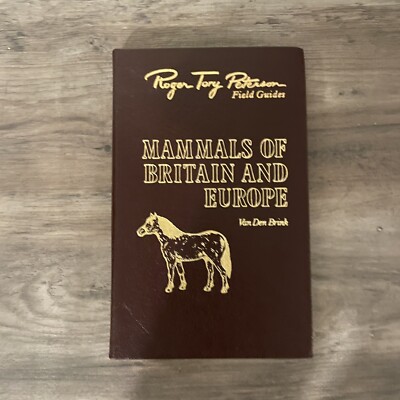 Roger Tory Peterson
Field Guides
MAMMALS OF
BRITAIN AND
EUROPE
Van Den Brink